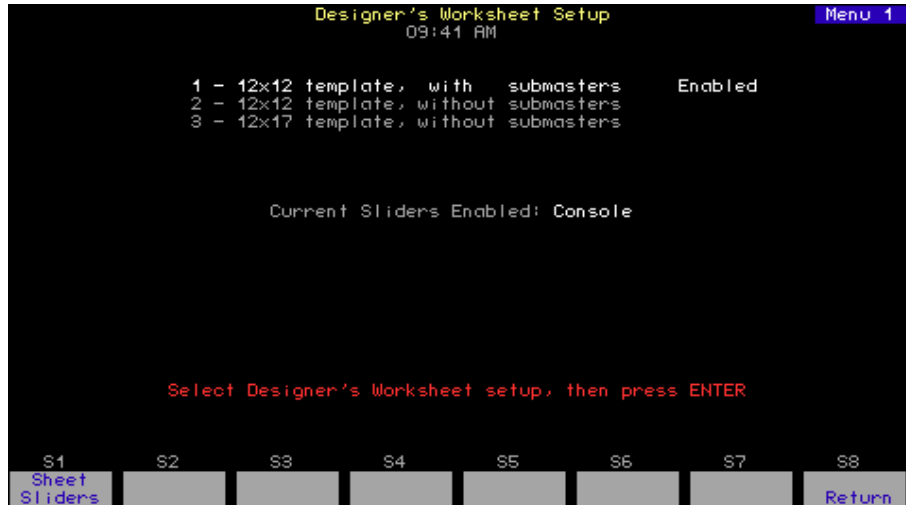 Designer's Worksheet Setup Menu 1
09:41 AM
1 - 12x12 template, with submasters Enabled
2 - 12x12 template, without submasters
3 - 12x17 template, without submasters
Current Sliders Enabled: Console
Select Designer's Worksheet setup, then press ENTER
S1 S2 S3 S4 S5 S6 S7 S8
Sheet
Sliders Return